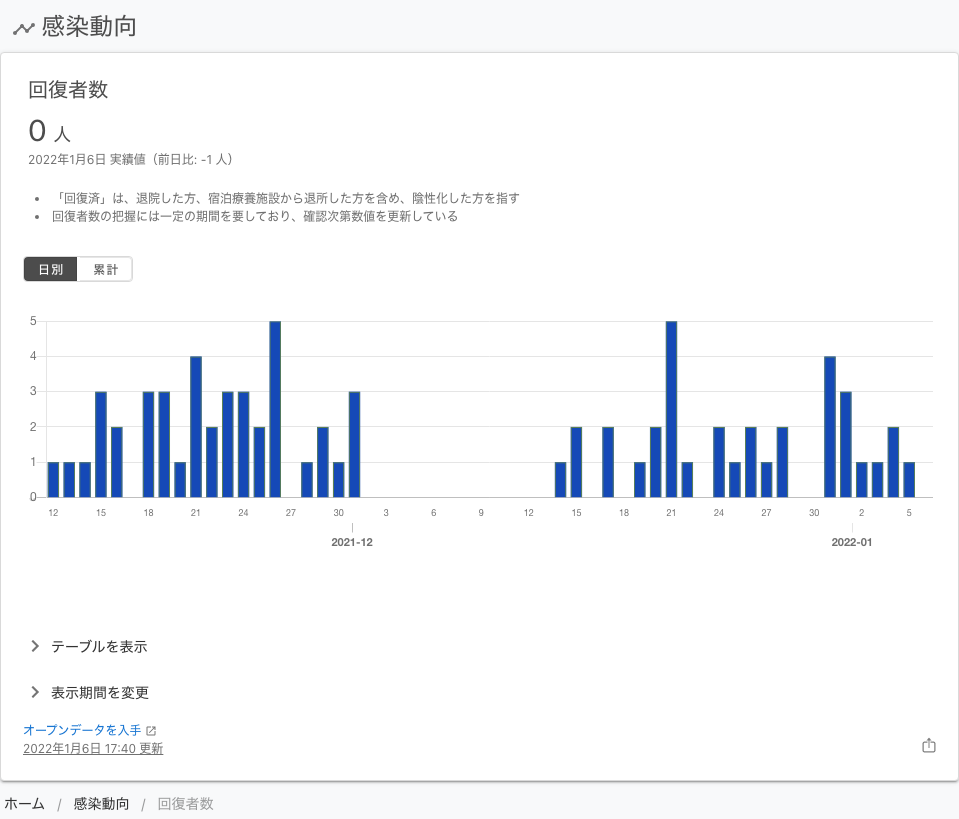 感染動向
回復者数
0 人
2022年1月6日 実績値（前日比: -1 人）
「回復済」は、退院した方、宿泊療養施設から退所した方を含め、陰性化した方を指す
回復者数の把握には一定の期間を要しており、確認次第数値を更新している
日別 累計
5
4
3
2
1
0
12 15 18 21 24 27 30 3 6 9 12 15 18 21 24 27 30 2 5
2021-12 2022-01
テーブルを表示
表示期間を変更
オープンデータを入手
2022年1月6日 17:40 更新
ホーム / 感染動向 / 回復者数